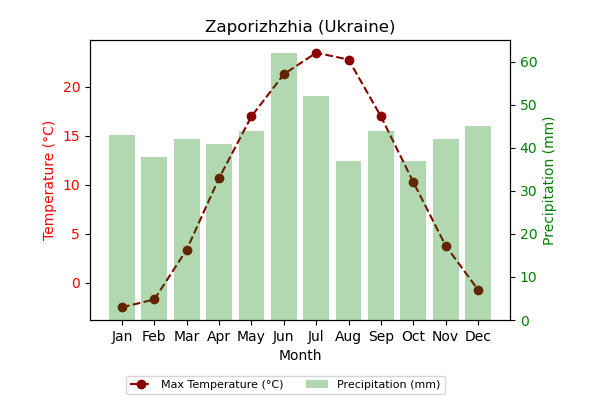 Zaporizhzhia (Ukraine)
Temperature (°C)
20
15
10
5
0
60
50
40
30
20
10
0
Precipitation (mm)
Jan Feb Mar Apr May Jun Jul Aug Sep Oct Nov Dec
Month
Max Temperature (°C) Precipitation (mm)